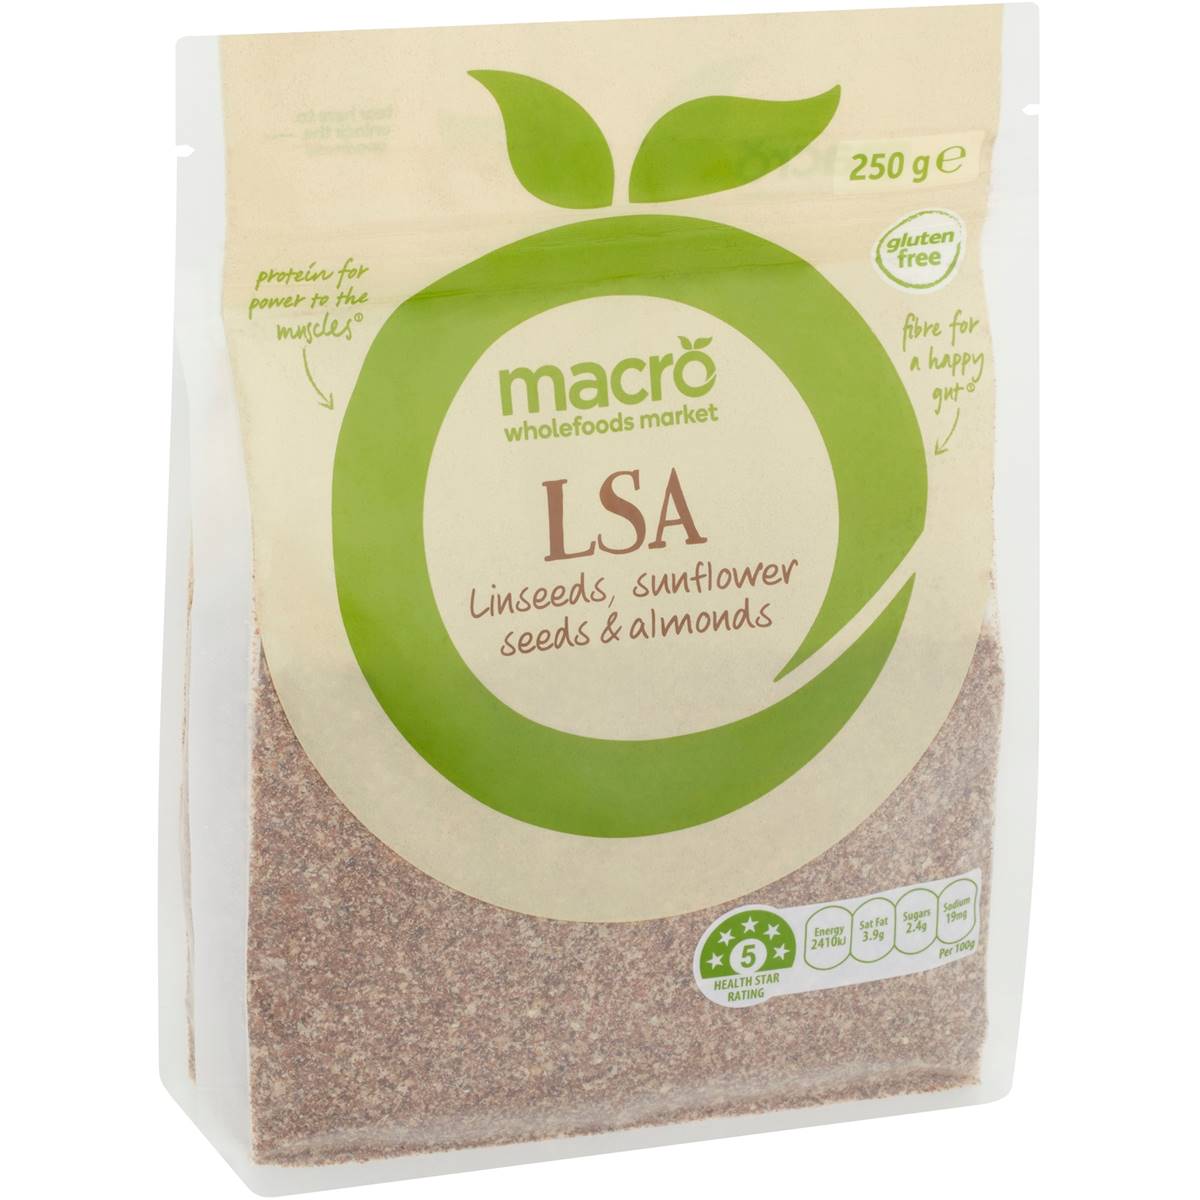 250 g ℮
gluten
free
protein for
power to the
muscles
fibre for
a happy
gut
macro
wholefoods market
LSA
Linseeds, sunflower
seeds & almonds
5
HEALTH STAR
RATING
Energy
2410kJ
Sat Fat
3.9g
Sugars
2.4g
Sodium
19mg
Per 100g